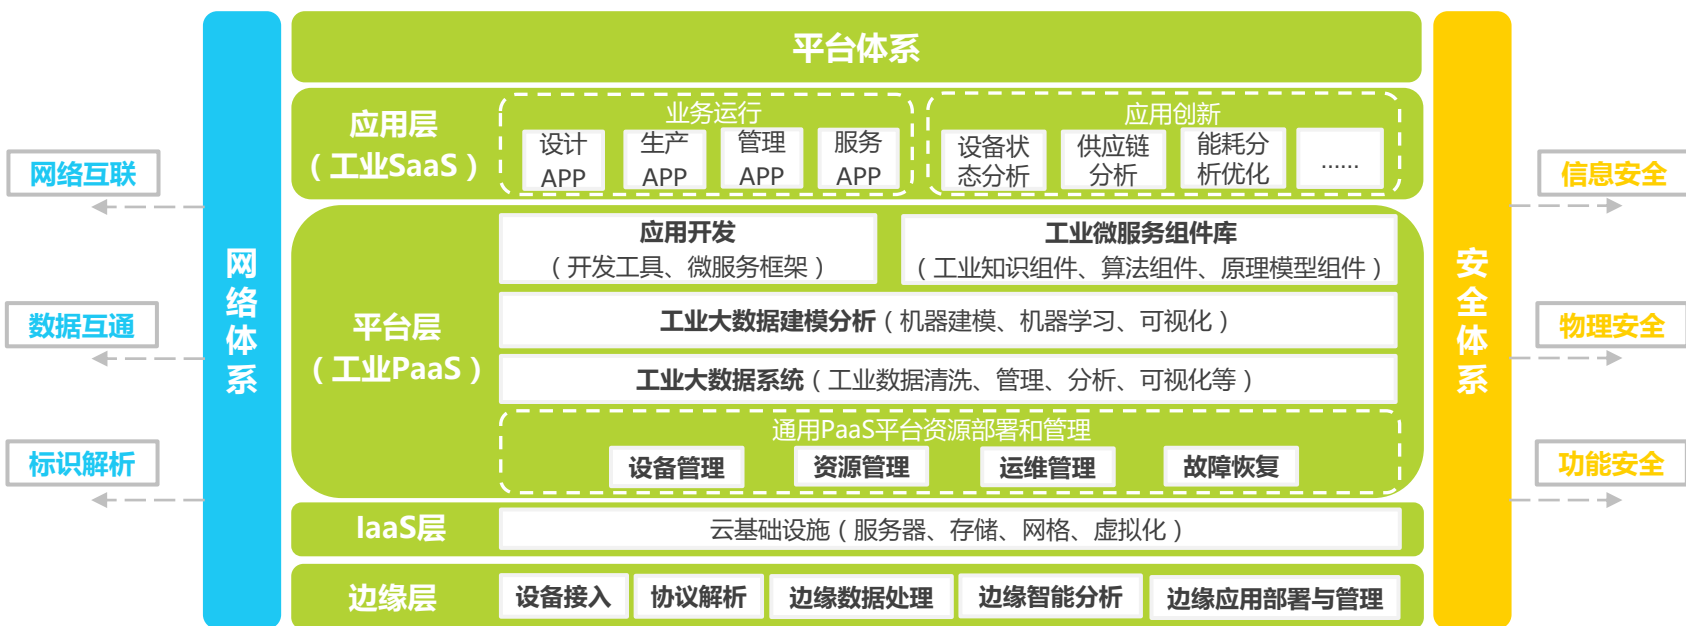 平台体系
应用层
（工业SaaS）
业务运行
设计
APP
生产
APP
管理
APP
服务
APP
应用创新
设备状
态分析
供应链
分析
能耗分
析优化
……
网络互联
数据互通
标识解析
网络体系
平台层
（工业PaaS）
应用开发
（开发工具、微服务框架）
工业微服务组件库
（工业知识组件、算法组件、原理模型组件）
工业大数据建模分析（机器建模、机器学习、可视化）
工业大数据系统（工业数据清洗、管理、分析、可视化等）
通用PaaS平台资源部署和管理
设备管理
资源管理
运维管理
故障恢复
IaaS层
云基础设施（服务器、存储、网格、虚拟化）
边缘层
设备接入
协议解析
边缘数据处理
边缘智能分析
边缘应用部署与管理
安全体系
信息安全
物理安全
功能安全